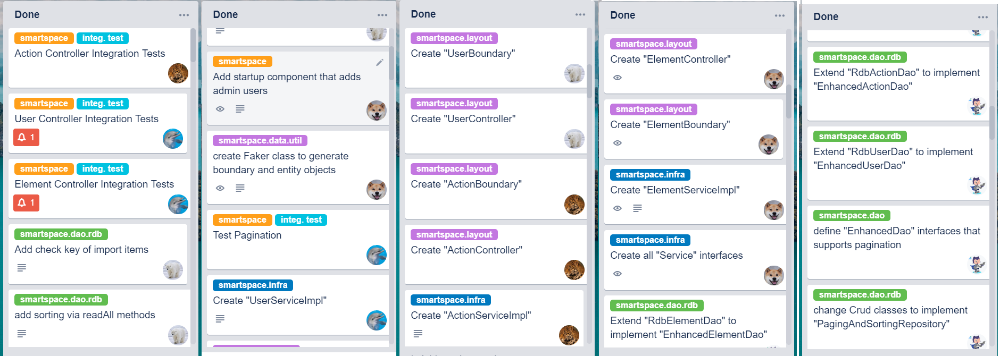 Done
smartspace integ. test
Action Controller Integration Tests
smartspace integ. test
User Controller Integration Tests
1
smartspace integ. test
Element Controller Integration Tests
1
smartspace.dao.rdb
Add check key of import items
smartspace.dao.rdb
add sorting via readAll methods
Done
smartspace
Add startup component that adds
admin users
smartspace.data.util
create Faker class to generate
boundary and entity objects
smartspace integ. test
Test Pagination
smartspace.infra
Create "UserServiceImpl"
Done
smartspace.layout
Create "UserBoundary"
smartspace.layout
Create "UserController"
smartspace.layout
Create "ActionBoundary"
smartspace.layout
Create "ActionController"
smartspace.infra
Create "ActionServiceImpl"
Done
smartspace.layout
Create "ElementController"
smartspace.layout
Create "ElementBoundary"
smartspace.infra
Create "ElementServiceImpl"
smartspace.infra
Create all "Service" interfaces
smartspace.dao.rdb
Extend "RdbElementDao" to
implement "EnhancedElementDao"
Done
smartspace.dao.rdb
Extend "RdbActionDao" to implement
"EnhancedActionDao"
smartspace.dao.rdb
Extend "RdbUserDao" to implement
"EnhancedUserDao"
smartspace.dao
define "EnhancedDao" interfaces that
supports pagination
smartspace.dao.rdb
change Crud classes to implement
"PagingAndSortingRepository"